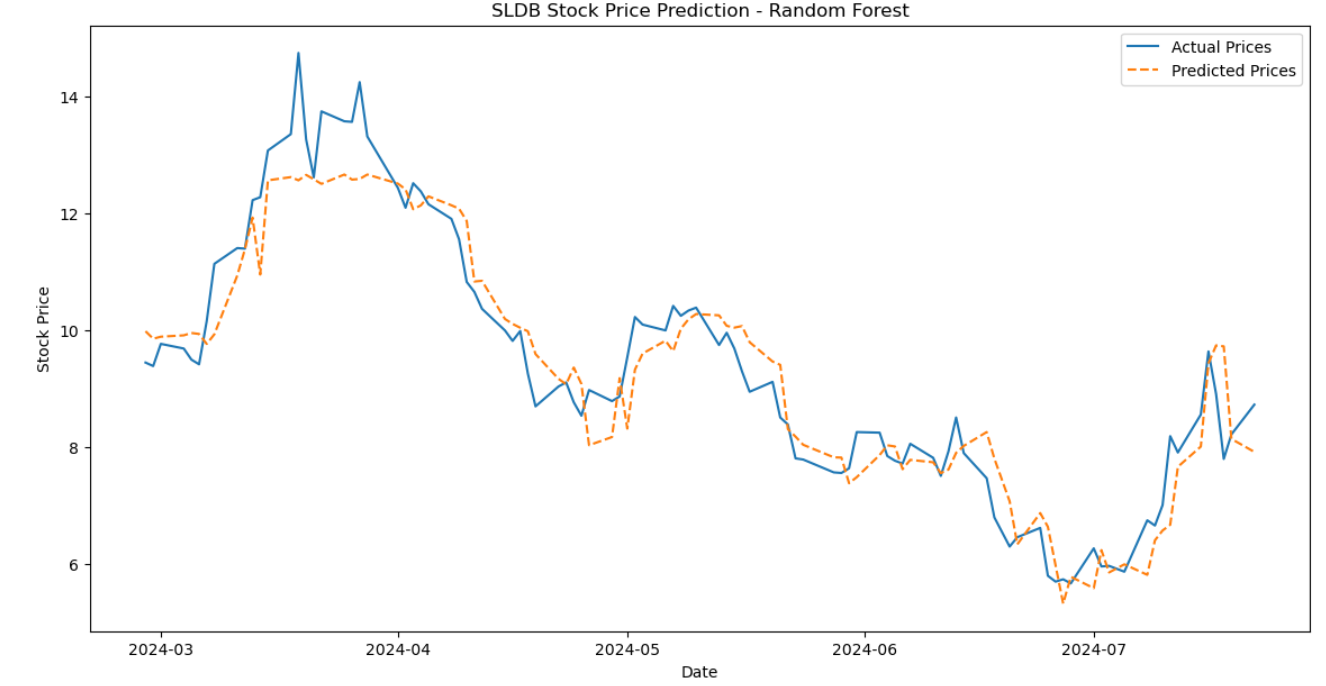 SLDB Stock Price Prediction - Random Forest
Actual Prices
Predicted Prices
14
12
10
8
6
Stock Price
2024-03
2024-04
2024-05
2024-06
2024-07
Date